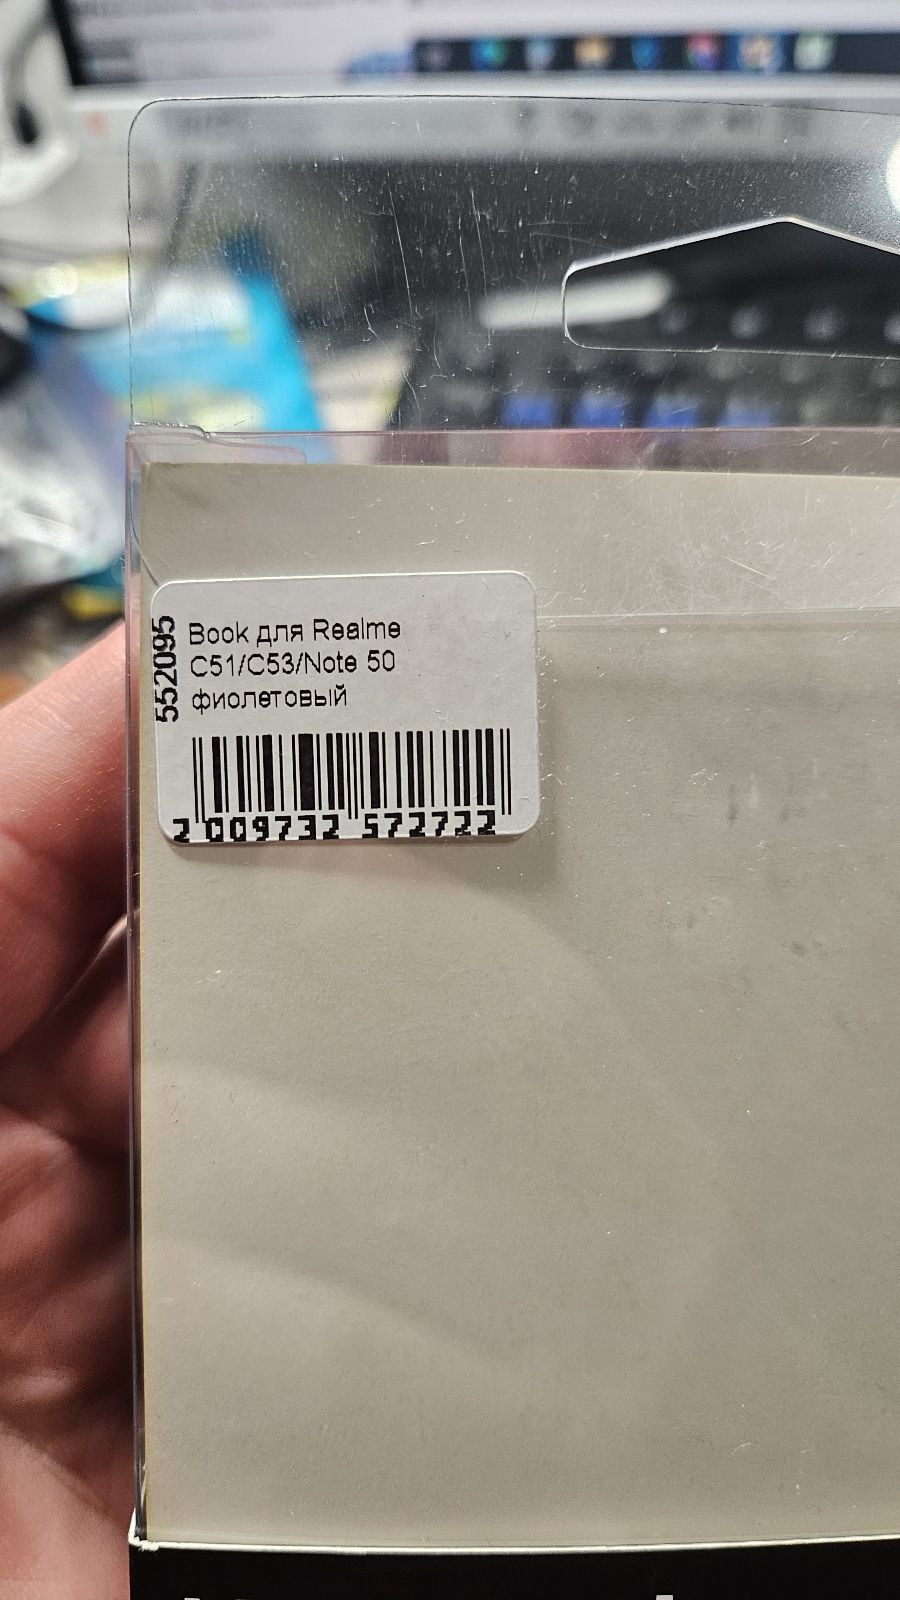 552095
Book для Realme
C51/C53/Note 50
фиолетовый
2 009732 572722